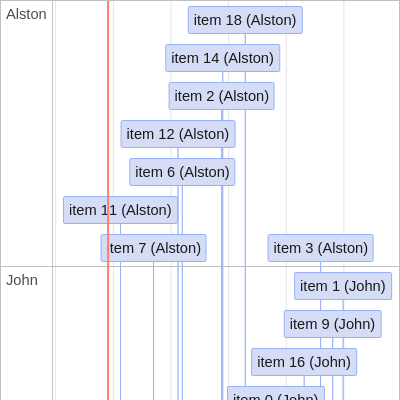 Alston
item 18 (Alston)
item 14 (Alston)
item 2 (Alston)
item 12 (Alston)
item 6 (Alston)
item 11 (Alston)
item 7 (Alston)
item 3 (Alston)
John
item 1 (John)
item 9 (John)
item 16 (John)
item 0 (John)